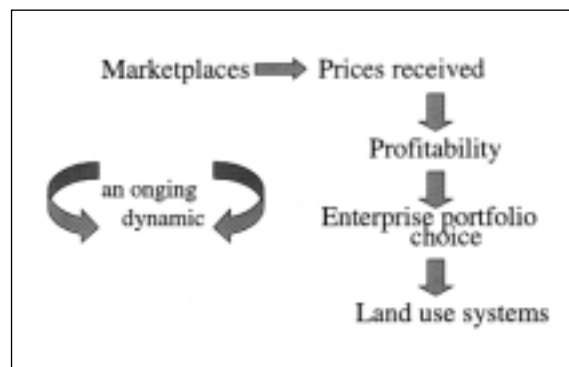 Marketplaces Prices received
Profitability
an onging
dynamic
Enterprise portfolio
choice
Land use systems